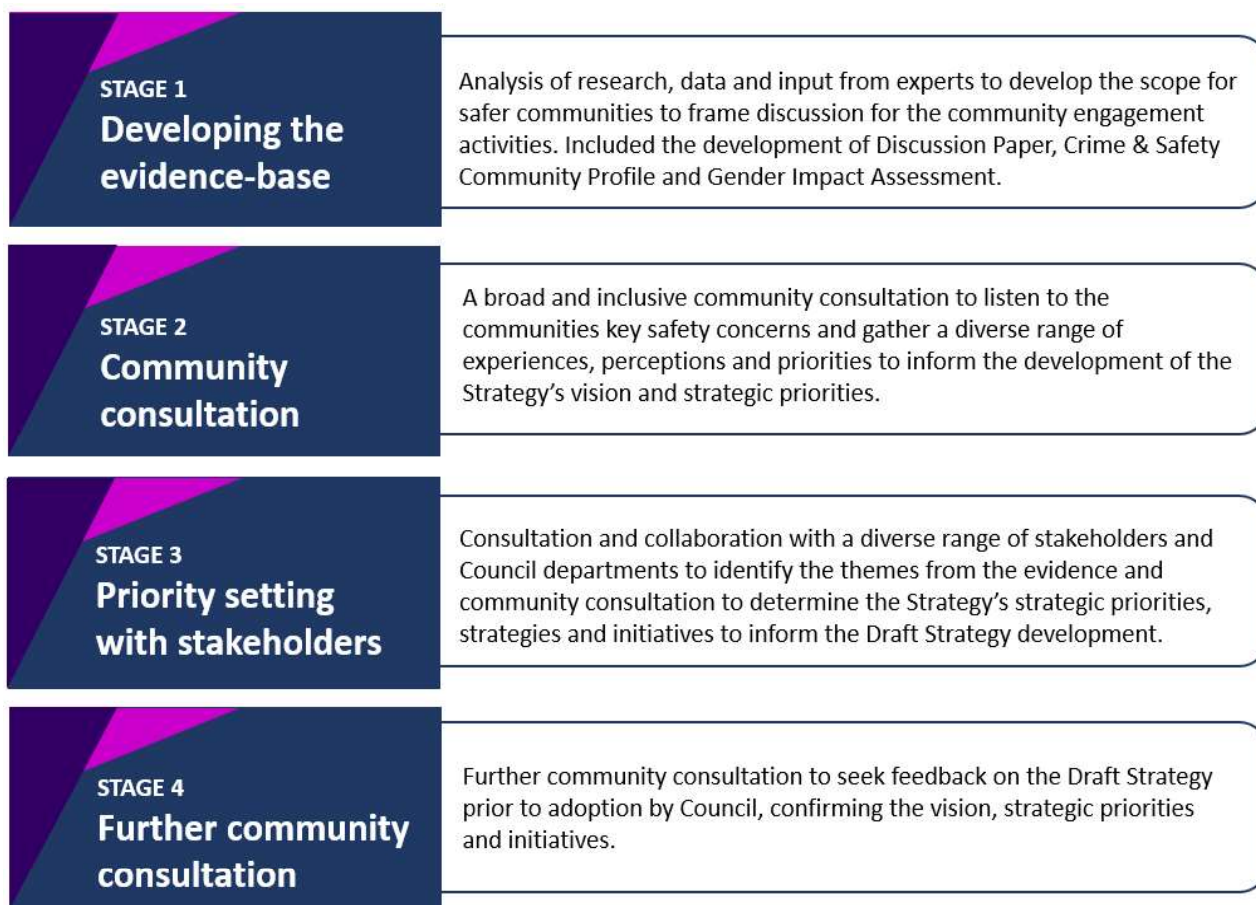 STAGE 1
Developing the
evidence-base
Analysis of research, data and input from experts to develop the scope for
safer communities to frame discussion for the community engagement
activities. Included the development of Discussion Paper, Crime & Safety
Community Profile and Gender Impact Assessment.
STAGE 2
Community
consultation
A broad and inclusive community consultation to listen to the
communities key safety concerns and gather a diverse range of
experiences, perceptions and priorities to inform the development of the
Strategy’s vision and strategic priorities.
STAGE 3
Priority setting
with stakeholders
Consultation and collaboration with a diverse range of stakeholders and
Council departments to identify the themes from the evidence and
community consultation to determine the Strategy’s strategic priorities,
strategies and initiatives to inform the Draft Strategy development.
STAGE 4
Further community
consultation
Further community consultation to seek feedback on the Draft Strategy
prior to adoption by Council, confirming the vision, strategic priorities
and initiatives.